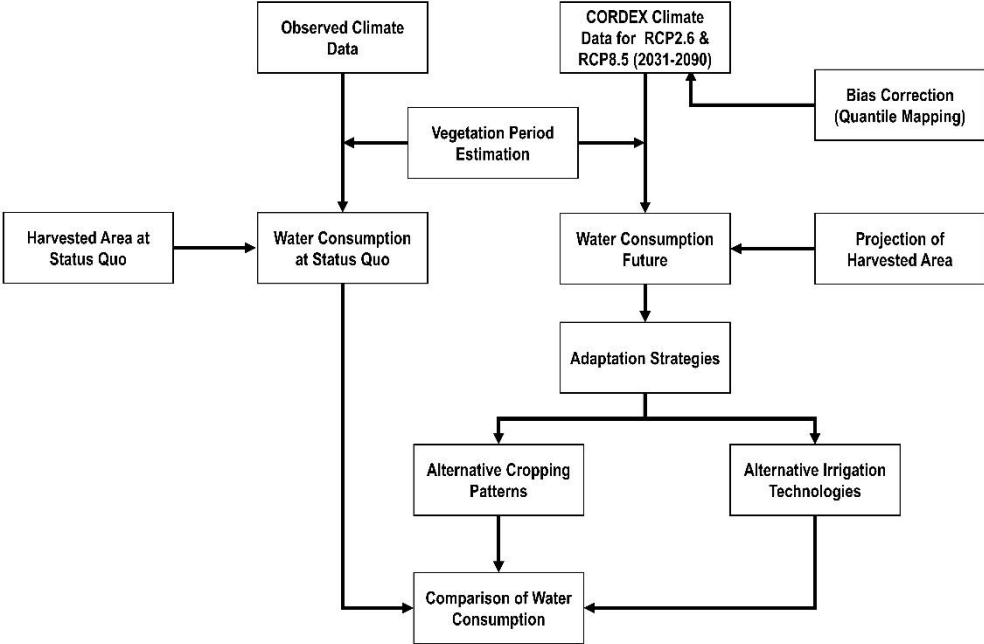 Observed Climate
Data
CORDEX Climate
Data for RCP2.6 &
RCP8.5 (2031-2090)
Bias Correction
(Quantile Mapping)
Vegetation Period
Estimation
Harvested Area at
Status Quo
Water Consumption
at Status Quo
Water Consumption
Future
Projection of
Harvested Area
Adaptation Strategies
Alternative Cropping
Patterns
Alternative Irrigation
Technologies
Comparison of Water
Consumption